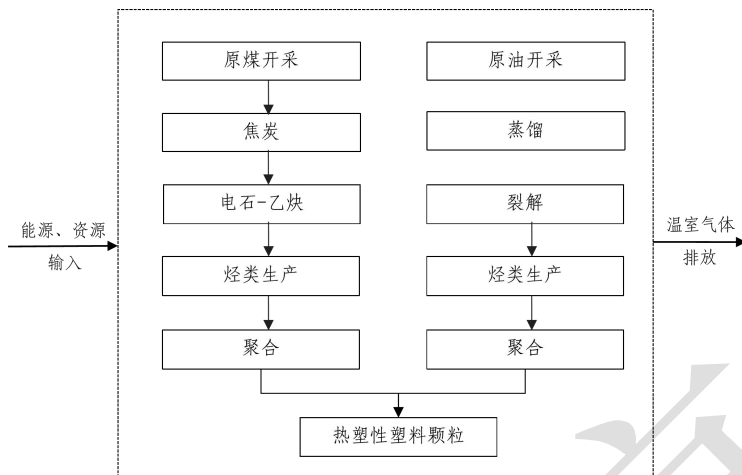 原煤开采
原油开采
焦炭
蒸馏
电石-乙炔
裂解
能源、资源
输入
温室气体
排放
烃类生产
烃类生产
聚合
聚合
热塑性塑料颗粒